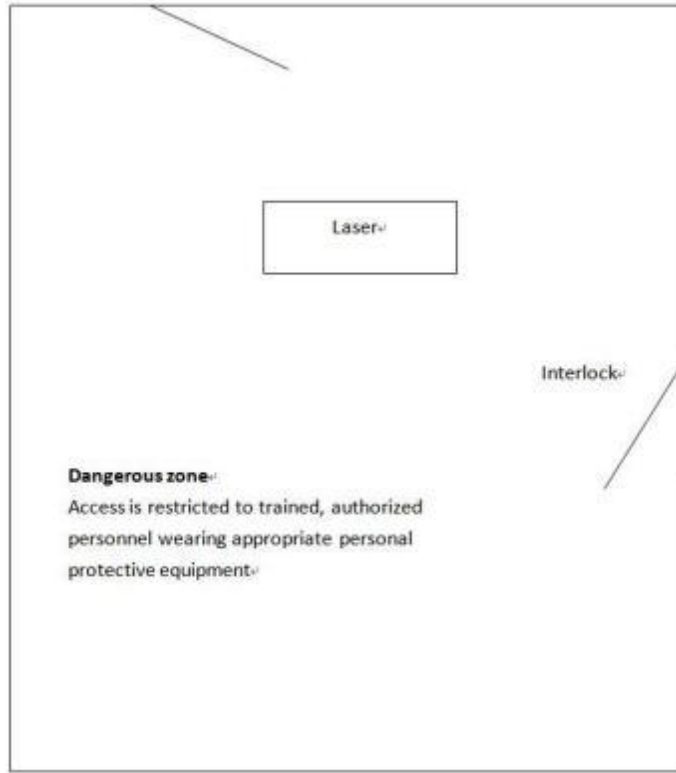 Laser
Interlock
Dangerous zone
Access is restricted to trained, authorized
personnel wearing appropriate personal
protective equipment